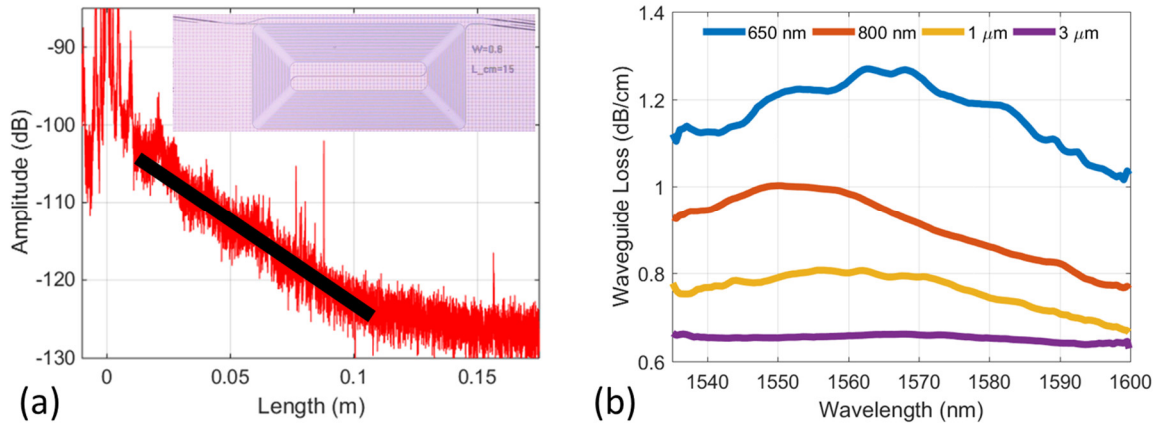 -90
-100
-110
-120
-130
Amplitude (dB)
0
0.05
0.1
0.15
Length (m)
W=0.8
L_cm=15
(a)
1.4
1.2
1
0.8
0.6
Waveguide Loss (dB/cm)
650 nm
800 nm
1 μm
3 μm
1540
1550
1560
1570
1580
1590
1600
Wavelength (nm)
(b)